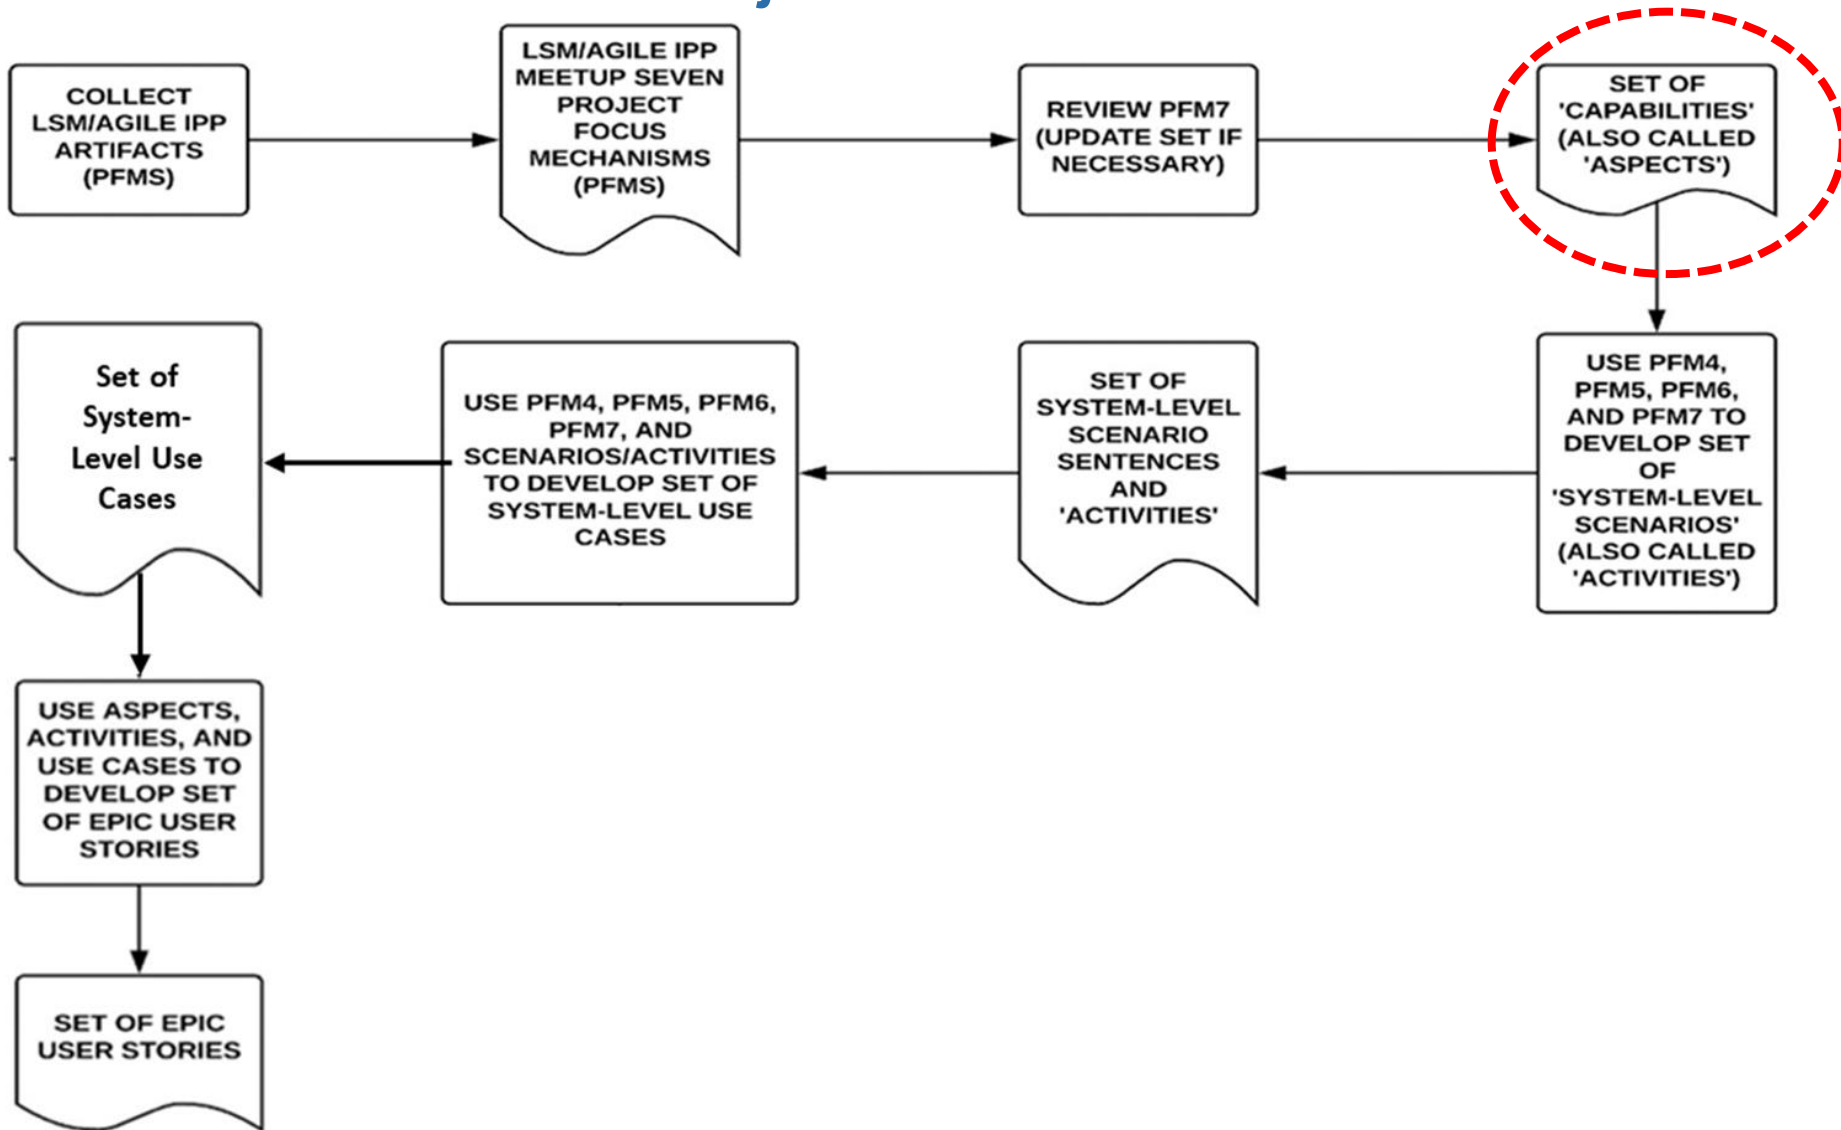 COLLECT
LSM/AGILE IPP
ARTIFACTS
(PFMS)
LSM/AGILE IPP
MEETUP SEVEN
PROJECT
FOCUS
MECHANISMS
(PFMS)
REVIEW PFM7
(UPDATE SET IF
NECESSARY)
SET OF
'CAPABILITIES'
(ALSO CALLED
'ASPECTS')
USE PFM4,
PFM5, PFM6,
AND PFM7 TO
DEVELOP SET
OF
'SYSTEM-LEVEL
SCENARIOS'
(ALSO CALLED
'ACTIVITIES')
SET OF
SYSTEM-LEVEL
SCENARIO
SENTENCES
AND
'ACTIVITIES'
USE PFM4, PFM5, PFM6,
PFM7, AND
SCENARIOS/ACTIVITIES
TO DEVELOP SET OF
SYSTEM-LEVEL USE
CASES
Set of
System-
Level Use
Cases
USE ASPECTS,
ACTIVITIES, AND
USE CASES TO
DEVELOP SET
OF EPIC USER
STORIES
SET OF EPIC
USER STORIES